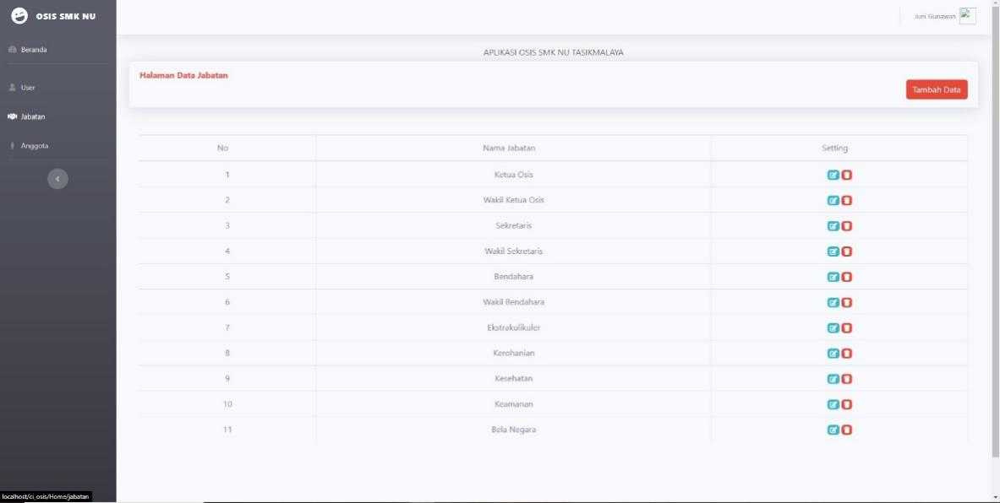 OSIS SMK NU
Juni Gunawan
Beranda
User
Jabatan
Anggota
APLIKASI OSIS SMK NU TASIKMALAYA
Halaman Data Jabatan
Tambah Data
No Nama Jabatan Setting
1 Ketua Osis
2 Wakil Ketua Osis
3 Sekretaris
4 Wakil Sekretaris
5 Bendahara
6 Wakil Bendahara
7 Ekstrakulikuler
8 Kerohanian
9 Kesehatan
10 Keamanan
11 Bela Negara
localhost/ci_osis/Home/jabatan